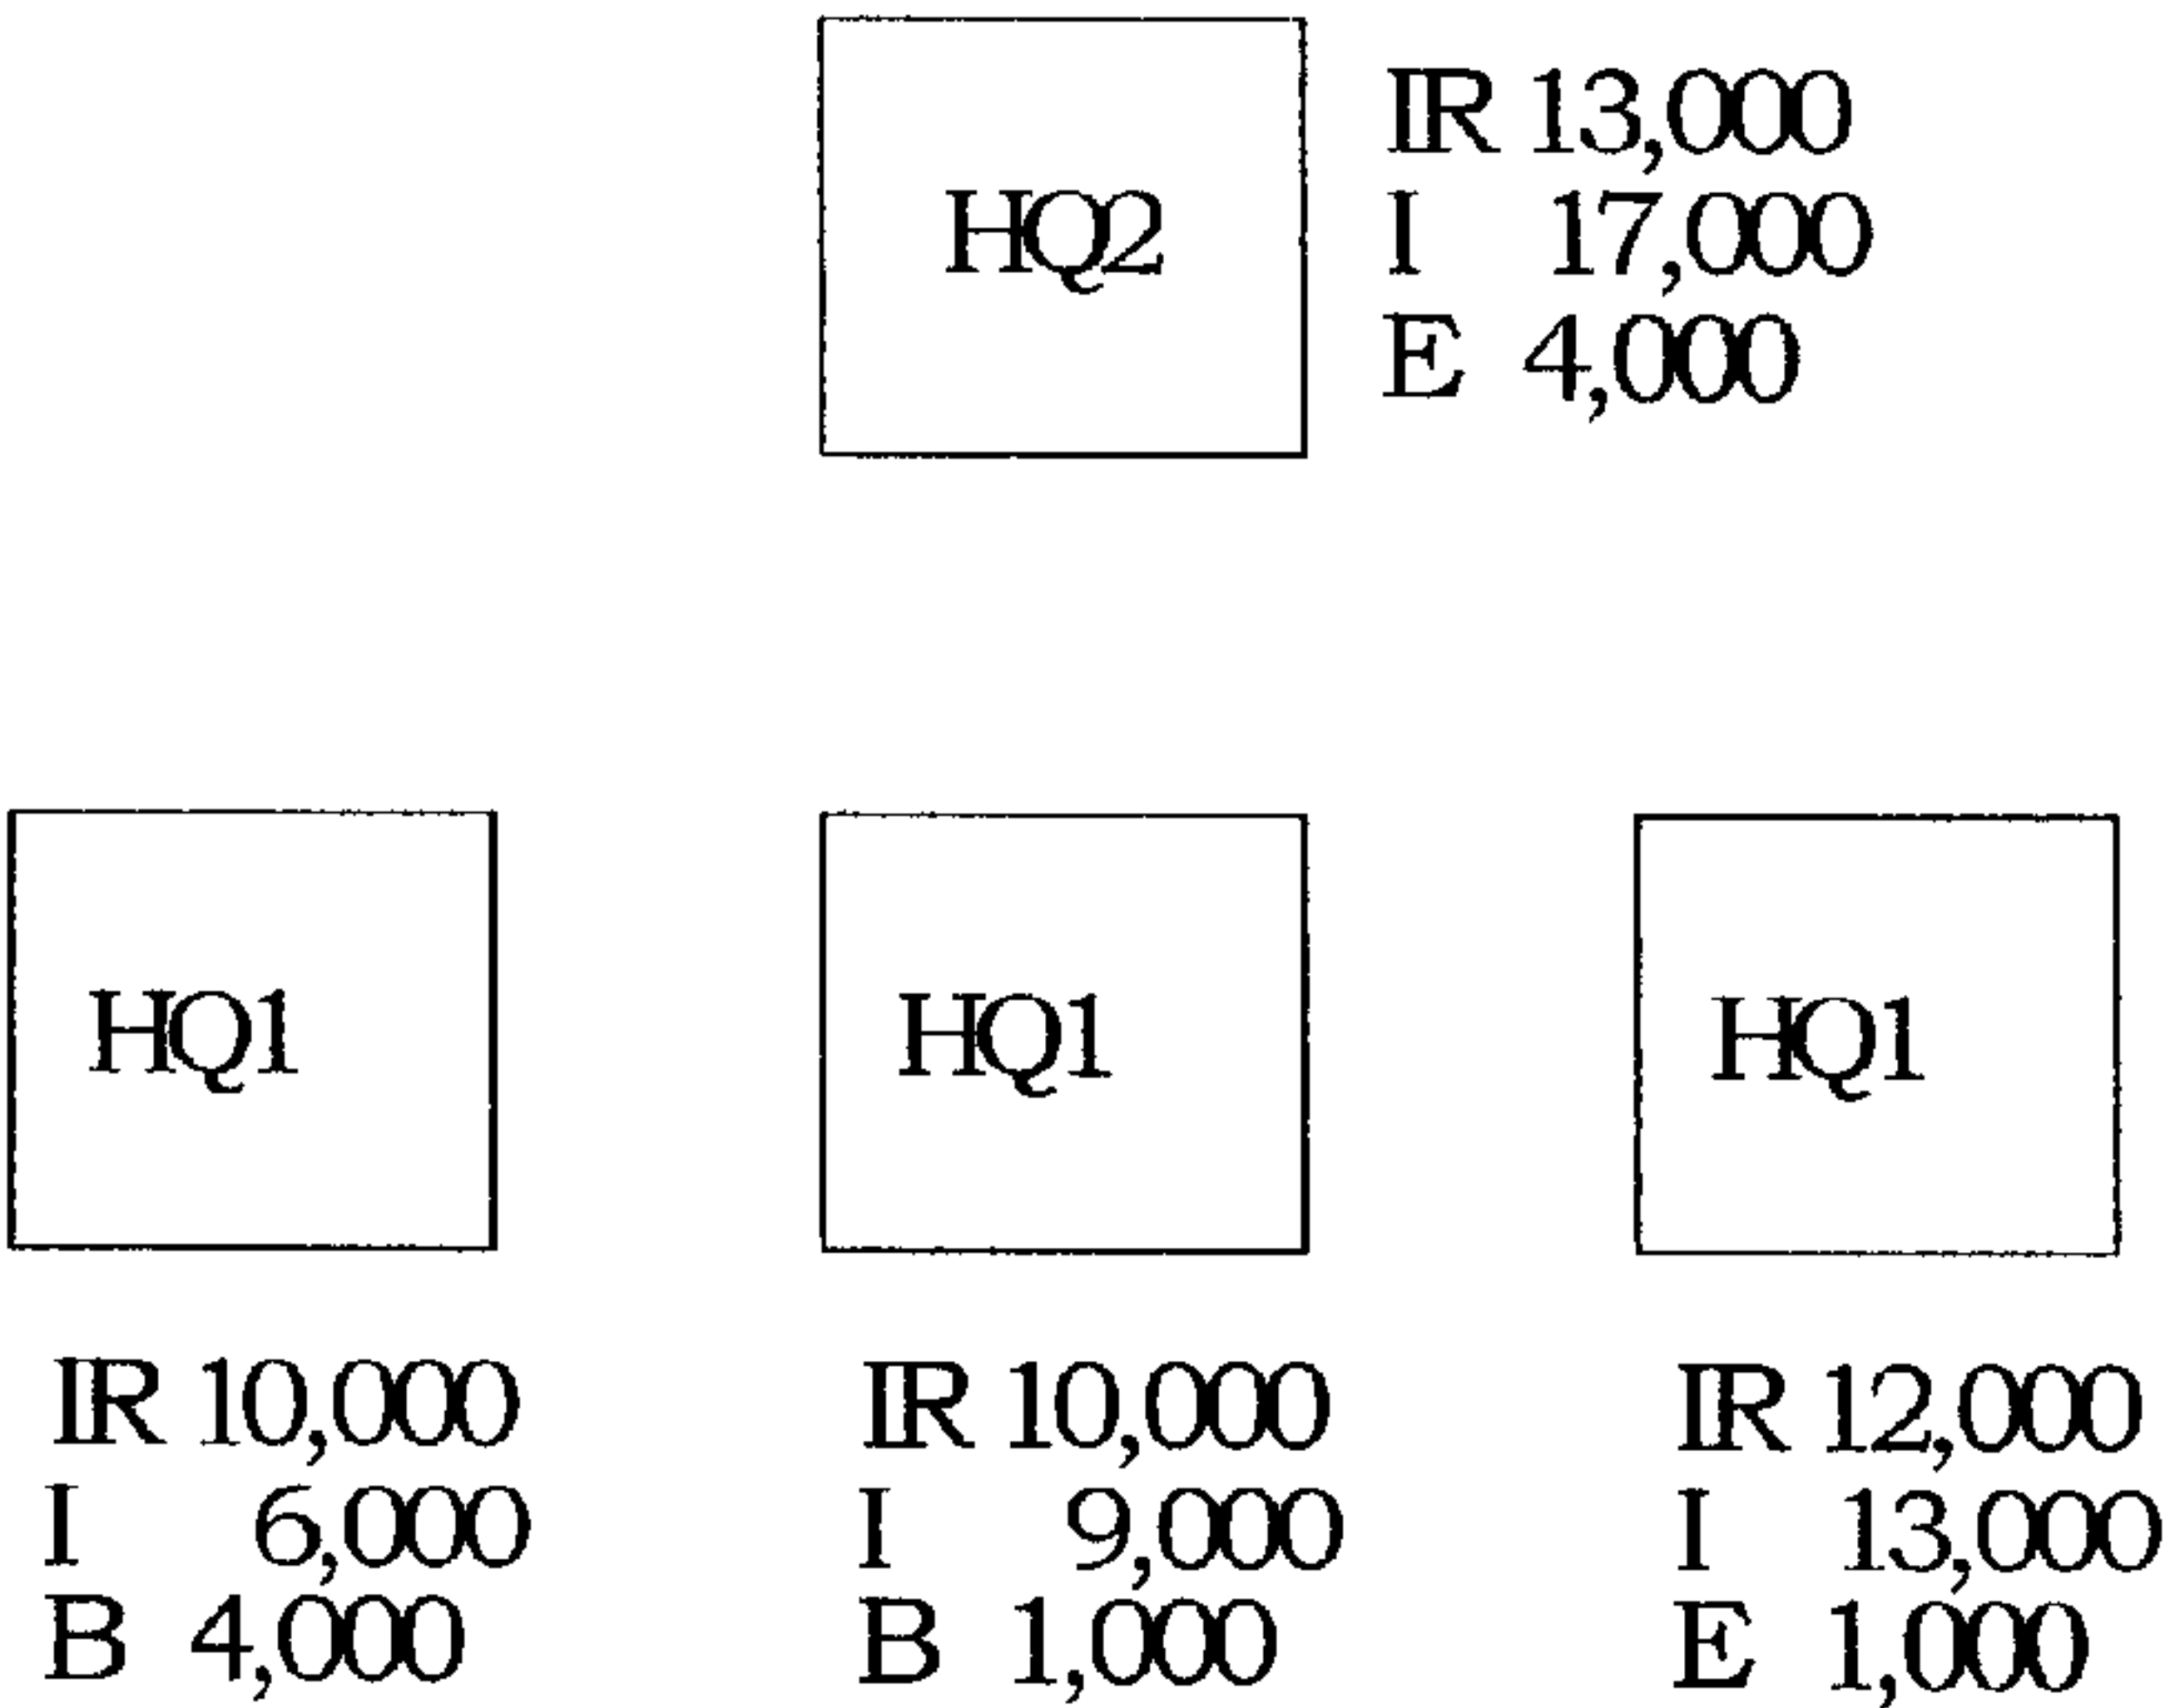 HQ2
IR 13,000
I 17,000
E 4,000
HQ1
IR 10,000
I 6,000
B 4,000
HQ1
IR 10,000
I 9,000
B 1,000
HQ1
IR 12,000
I 13,000
E 1,000